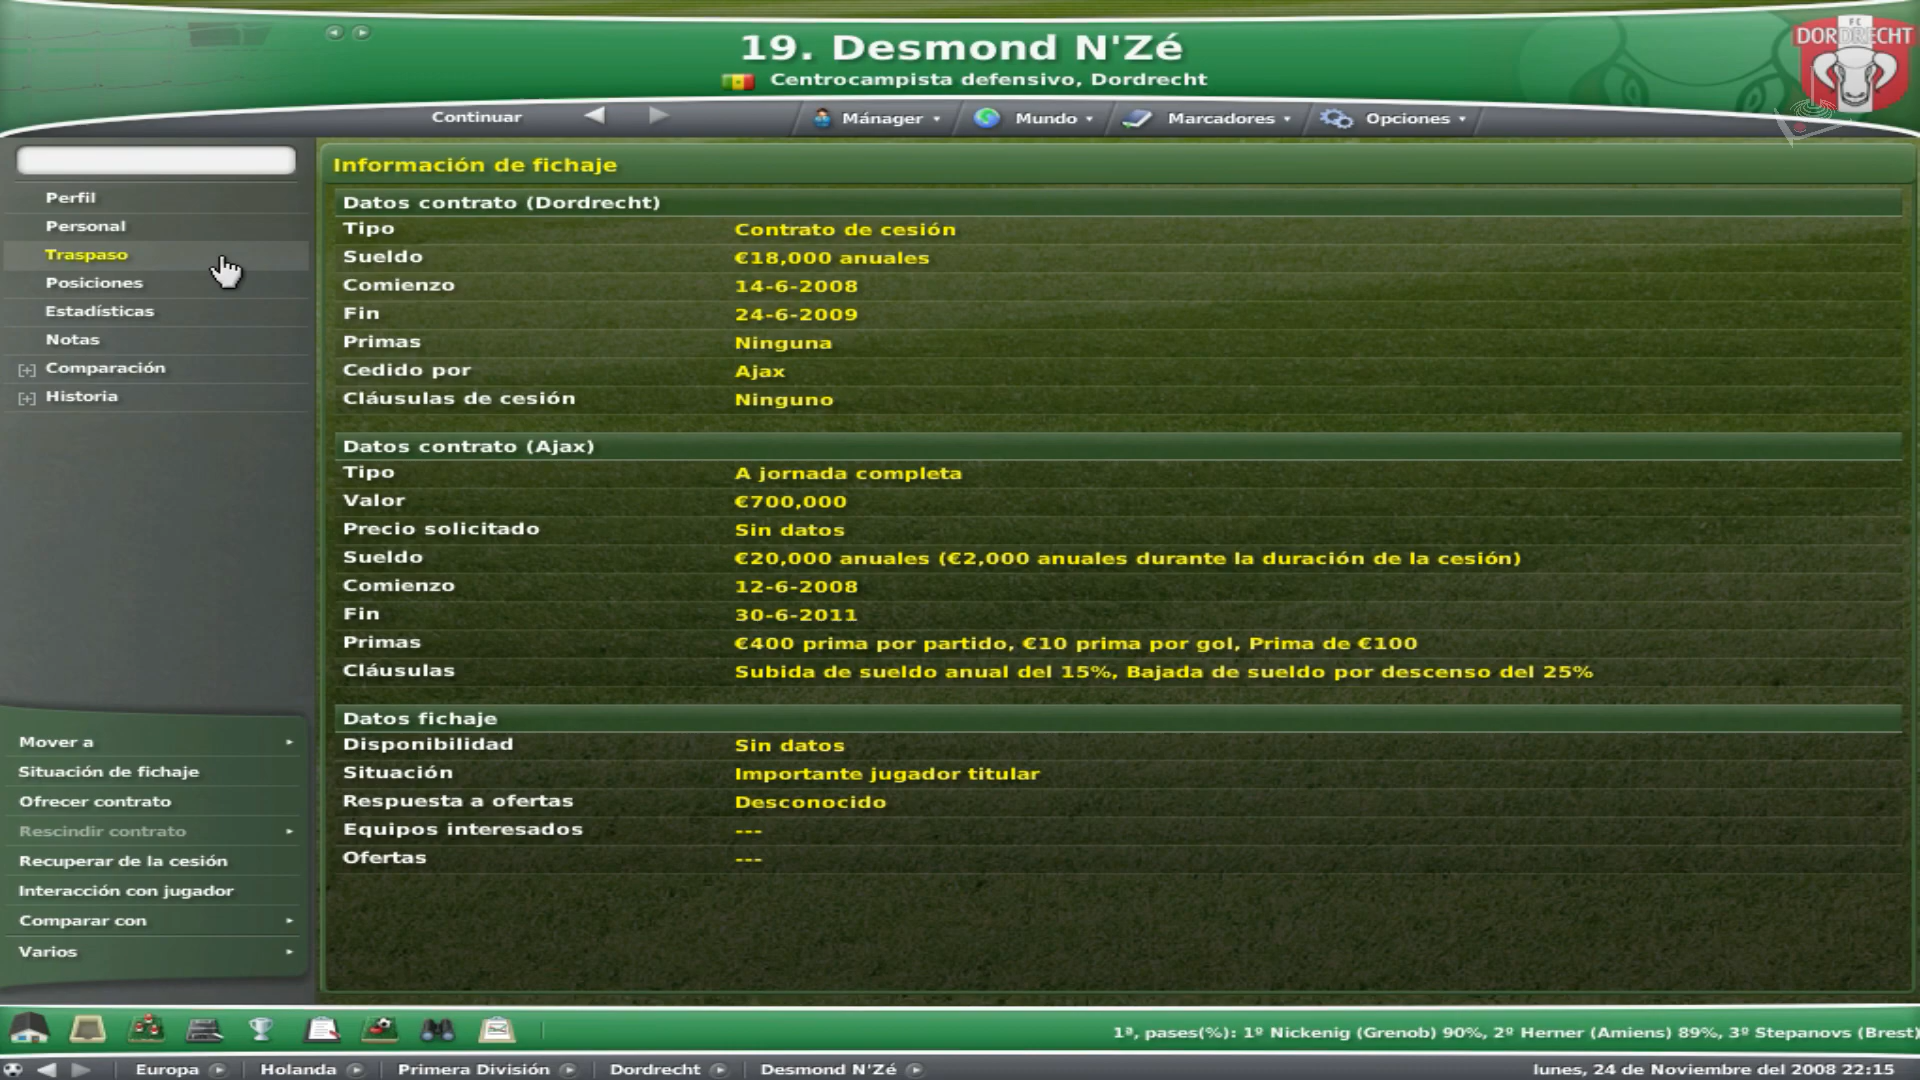 19. Desmond N'Zé
Centrocampista defensivo, Dordrecht
FC
DORDRECHT
Continuar
Mánager
Mundo
Marcadores
Opciones
Perfil
Personal
Traspaso
Posiciones
Estadísticas
Notas
[+] Comparación
[+] Historia
Información de fichaje
Datos contrato (Dordrecht)
Tipo Contrato de cesión
Sueldo €18,000 anuales
Comienzo 14-6-2008
Fin 24-6-2009
Primas Ninguna
Cedido por Ajax
Cláusulas de cesión Ninguno
Datos contrato (Ajax)
Tipo A jornada completa
Valor €700,000
Precio solicitado Sin datos
Sueldo €20,000 anuales (€2,000 anuales durante la duración de la cesión)
Comienzo 12-6-2008
Fin 30-6-2011
Primas €400 prima por partido, €10 prima por gol, Prima de €100
Cláusulas Subida de sueldo anual del 15%, Bajada de sueldo por descenso del 25%
Datos fichaje
Disponibilidad Sin datos
Situación Importante jugador titular
Respuesta a ofertas Desconocido
Equipos interesados ---
Ofertas ---
Mover a
Situación de fichaje
Ofrecer contrato
Rescindir contrato
Recuperar de la cesión
Interacción con jugador
Comparar con
Varios
1ª, pases(%): 1º Nickenig (Grenob) 90%, 2º Herner (Amiens) 89%, 3º Stepanovs (Brest)
Europa
Holanda
Primera División
Dordrecht
Desmond N'Zé
lunes, 24 de Noviembre del 2008 22:15